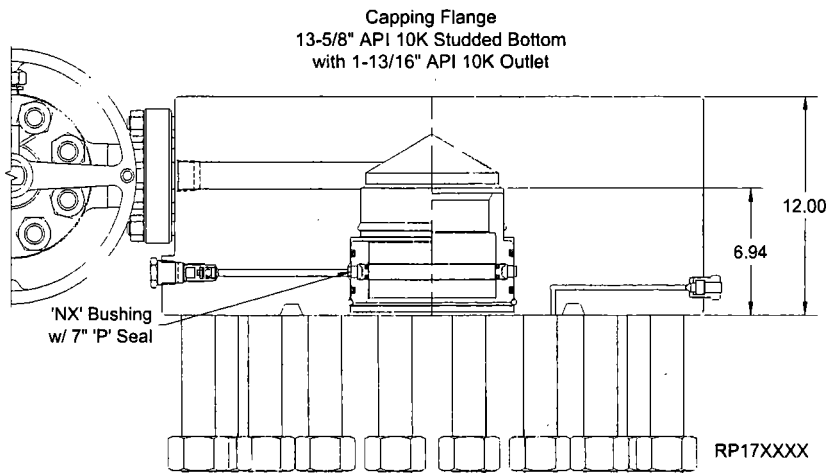 Capping Flange
13-5/8" API 10K Studded Bottom
with 1-13/16" API 10K Outlet
12.00
6.94
'NX' Bushing
w/ 7" 'P' Seal
RP17XXXX